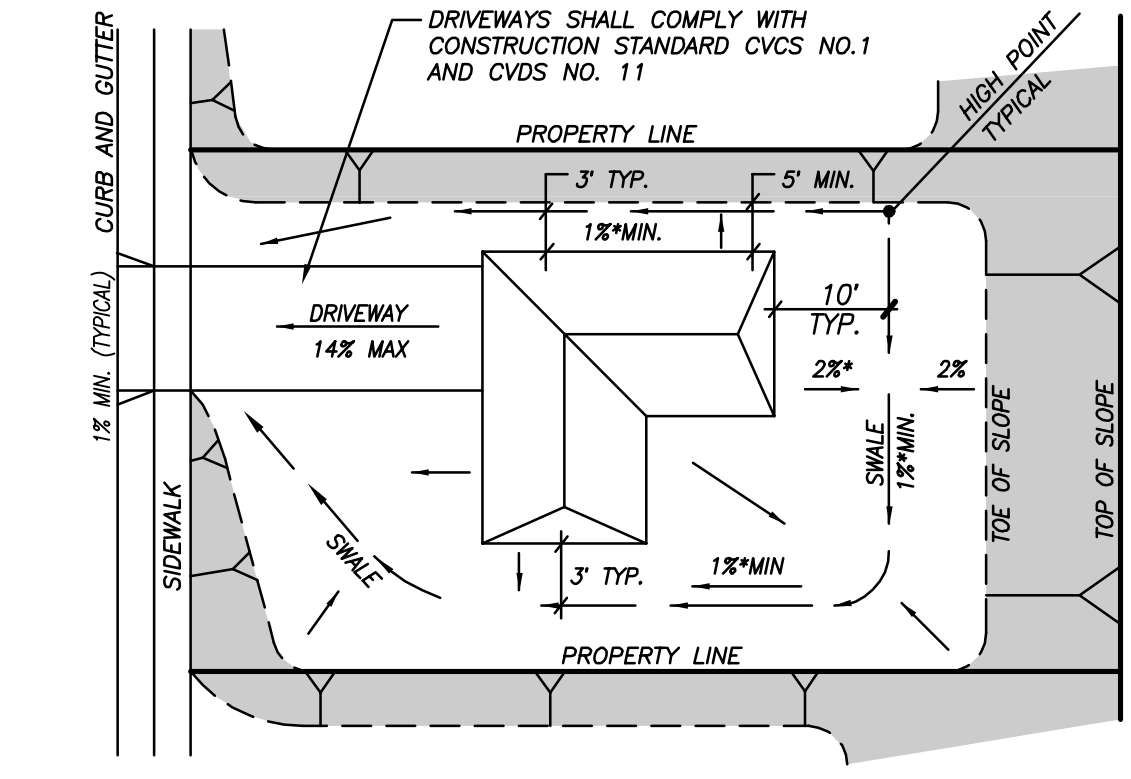 DRIVEWAYS SHALL COMPLY WITH
CONSTRUCTION STANDARD CVCS NO.1
AND CVDS NO. 11
HIGH POINT
TYPICAL
1% MIN. (TYPICAL) CURB AND GUTTER
PROPERTY LINE
3' TYP.
5' MIN.
1%*MIN.
DRIVEWAY
14% MAX
10'
TYP.
2%*
2%
SWALE
1%*MIN.
TOE OF SLOPE
TOP OF SLOPE
SIDEWALK
SWALE
3' TYP.
1%*MIN
PROPERTY LINE